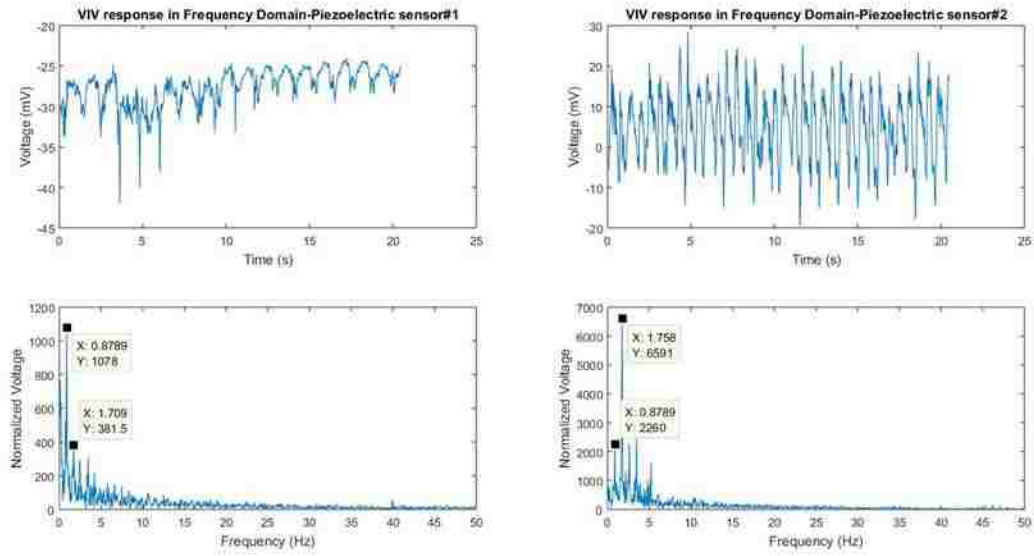 VIV response in Frequency Domain-Piezoelectric sensor#1
-20
-25
-30
-35
-40
-45
Voltage (mV)
0 5 10 15 20 25
Time (s)
VIV response in Frequency Domain-Piezoelectric sensor#2
30
20
10
0
-10
-20
Voltage (mV)
0 5 10 15 20 25
Time (s)
1200
1000
800
600
400
200
0
Normalized Voltage
X: 0.8789
Y: 1078
X: 1.709
Y: 381.5
0 5 10 15 20 25 30 35 40 45 50
Frequency (Hz)
7000
6000
5000
4000
3000
2000
1000
0
Normalized Voltage
X: 1.758
Y: 6591
X: 0.8789
Y: 2260
0 5 10 15 20 25 30 35 40 45 50
Frequency (Hz)